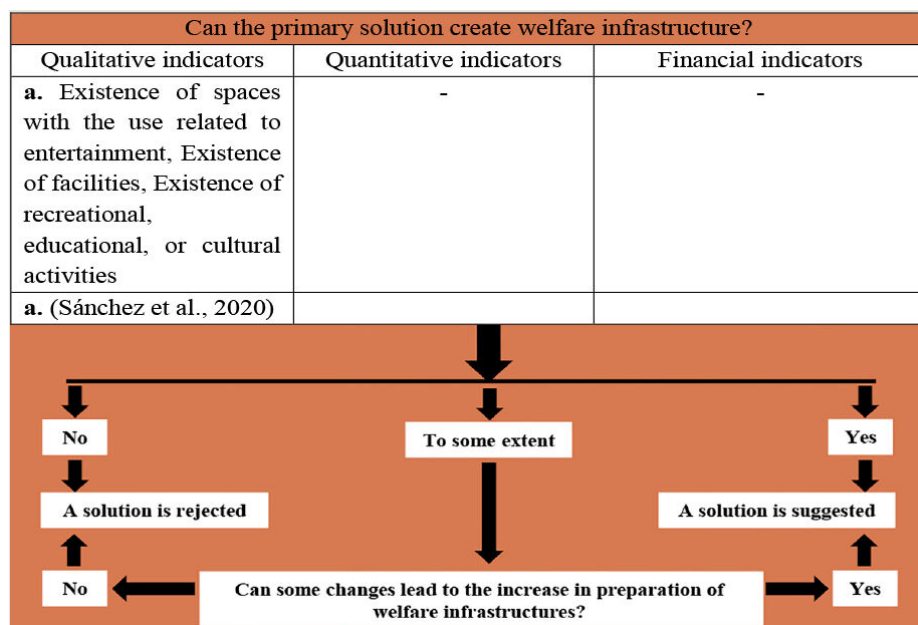 Can the primary solution create welfare infrastructure?
Qualitative indicators
Quantitative indicators
Financial indicators
a. Existence of spaces
with the use related to
entertainment, Existence
of facilities, Existence of
recreational,
educational, or cultural
activities
-
-
a. (Sánchez et al., 2020)
No
To some extent
Yes
A solution is rejected
A solution is suggested
No
Can some changes lead to the increase in preparation of
welfare infrastructures?
Yes